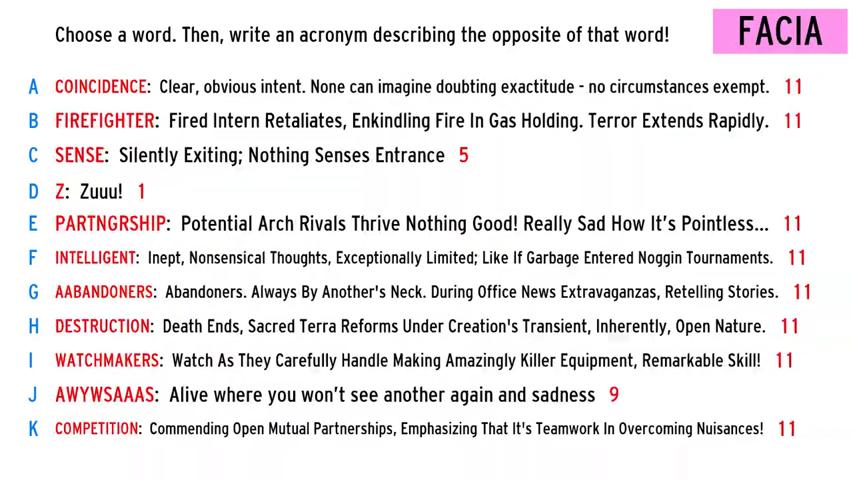 Choose a word. Then, write an acronym describing the opposite of that word!
FACIA
A COINCIDENCE: Clear, obvious intent. None can imagine doubting exactitude - no circumstances exempt. 11
B FIREFIGHTER: Fired Intern Retaliates, Enkindling Fire In Gas Holding. Terror Extends Rapidly. 11
C SENSE: Silently Exiting; Nothing Senses Entrance 5
D Z: Zuuu! 1
E PARTNGRSHIP: Potential Arch Rivals Thrive Nothing Good! Really Sad How It's Pointless... 11
F INTELLIGENT: Inept, Nonsensical Thoughts, Exceptionally Limited; Like If Garbage Entered Noggin Tournaments. 11
G AABANDONERS: Abandoners. Always By Another's Neck. During Office News Extravaganzas, Retelling Stories. 11
H DESTRUCTION: Death Ends, Sacred Terra Reforms Under Creation's Transient, Inherently, Open Nature. 11
I WATCHMAKERS: Watch As They Carefully Handle Making Amazingly Killer Equipment, Remarkable Skill! 11
J AWYWSAAAS: Alive where you won't see another again and sadness 9
K COMPETITION: Commending Open Mutual Partnerships, Emphasizing That It's Teamwork In Overcoming Nuisances! 11